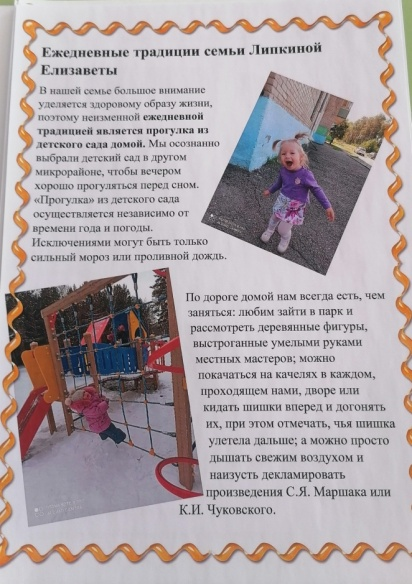 Ежедневные традиции семьи Липкиной
Елизаветы
В нашей семье большое внимание
уделяется здоровому образу жизни,
поэтому неизменной ежедневной
традицией является прогулка из
детского сада домой. Мы осознанно
выбрали детский сад в другом
микрорайоне, чтобы вечером
хорошо прогуляться перед сном.
«Прогулка» из детского сада
осуществляется независимо от
времени года и погоды.
Исключениями могут быть только
сильный мороз или проливной дождь.
По дороге домой нам всегда есть, чем
заняться: любим зайти в парк и
рассмотреть деревянные фигуры,
выстроганные умелыми руками
местных мастеров; можно
покачаться на качелях в каждом,
проходящем нами, дворе или
кидать шишки вперед и догонять
их, при этом отмечать, чья шишка
улетела дальше; а можно просто
дышать свежим воздухом и
наизусть декламировать
произведения С.Я. Маршака или
К.И. Чуковского.